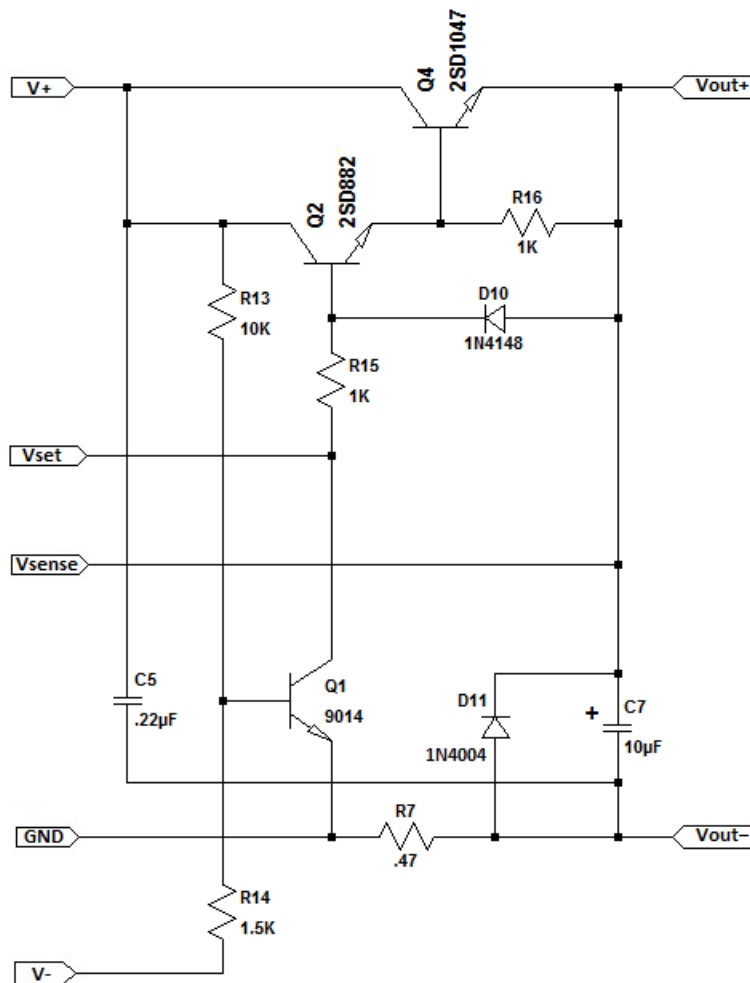 V+
Q4
2SD1047
Vout+
Q2
2SD882
R16
1K
R13
10K
D10
1N4148
R15
1K
Vset
Vsense
C5
.22µF
Q1
9014
D11
1N4004
+
C7
10µF
GND
R7
.47
Vout–
R14
1.5K
V-